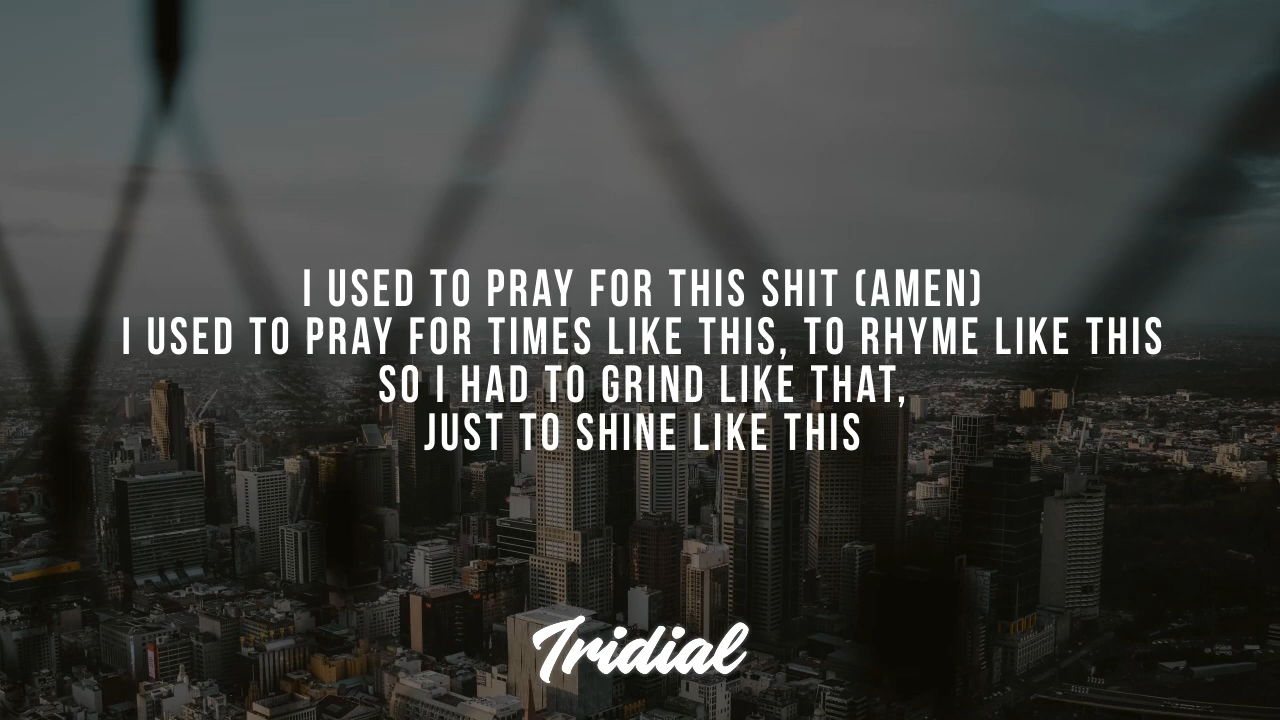 I USED TO PRAY FOR THIS SHIT (AMEN)
I USED TO PRAY FOR TIMES LIKE THIS, TO RHYME LIKE THIS
SO I HAD TO GRIND LIKE THAT,
JUST TO SHINE LIKE THIS
Iridial